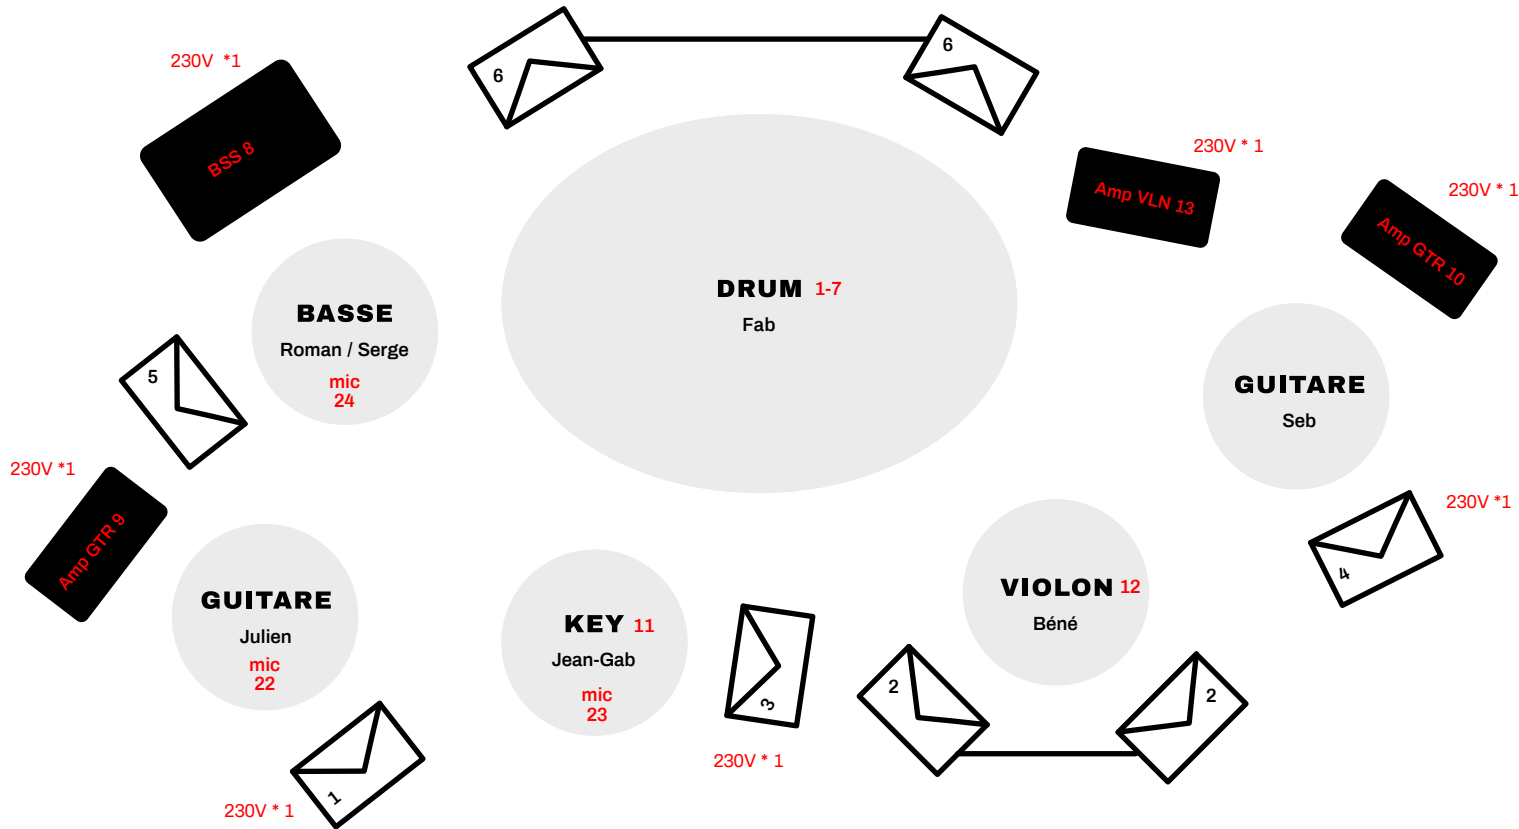 6
6
230V *1
BSS 8
230V * 1
Amp VLN 13
230V * 1
Amp GTR 10
DRUM 1-7
Fab
BASSE
Roman / Serge
mic
24
5
GUITARE
Seb
230V *1
Amp GTR 9
230V *1
4
GUITARE
Julien
mic
22
KEY 11
Jean-Gab
mic
23
VIOLON 12
Béné
3
230V * 1
2
2
1
230V * 1